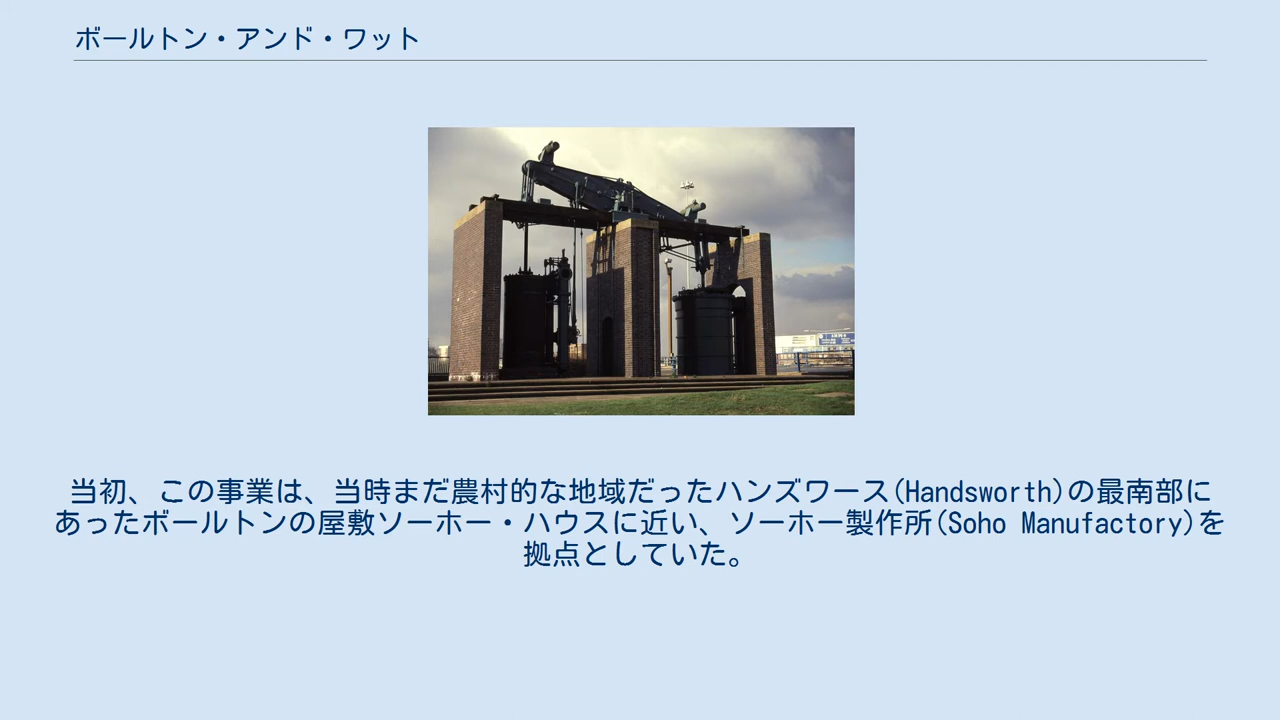 ボールトン・アンド・ワット
当初、この事業は、当時まだ農村的な地域だったハンズワース(Handsworth)の最南部に
あったボールトンの屋敷ソーホー・ハウスに近い、ソーホー製作所(Soho Manufactory)を
拠点としていた。